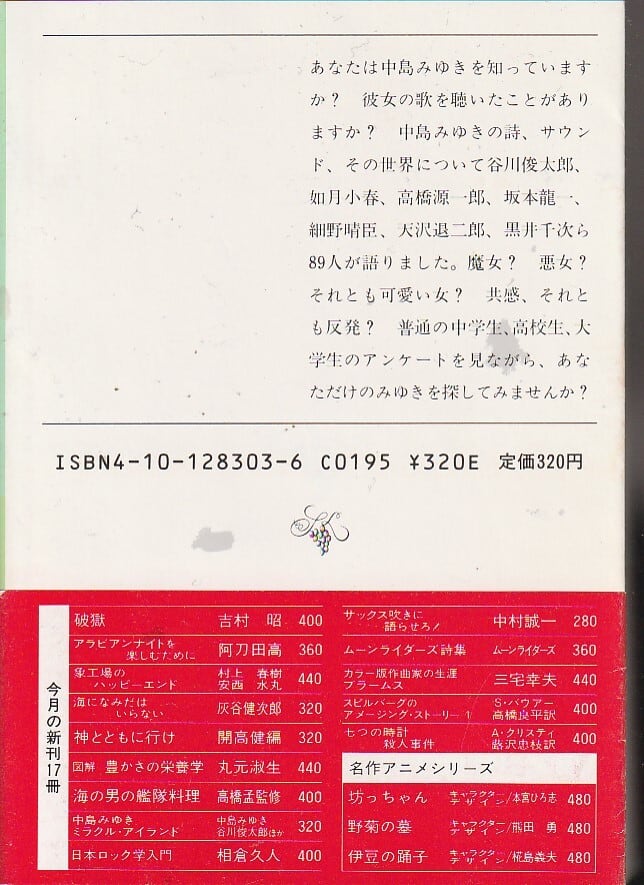 あなたは中島みゆきを知っています
か？　彼女の歌を聴いたことがあり
ますか？　中島みゆきの詩、サウン
ド、その世界について谷川俊太郎、
如月小春、高橋源一郎、坂本龍一、
細野晴臣、天沢退二郎、黒井千次ら
89人が語りました。魔女？　悪女？
それとも可愛い女？　共感、それと
も反発？　普通の中学生、高校生、大
学生のアンケートを見ながら、あな
ただけのみゆきを探してみませんか？
ISBN4-10-128303-6 C0195 ¥320E 定価320円
今月の新刊17冊
破獄 吉村 昭 400
アラビアンナイトを
楽しむために 阿刀田高 360
象工場の 村上 春樹
ハッピーエンド 安西 水丸 440
海になみだは
いらない 灰谷健次郎 320
神とともに行け 開高健編 320
図解 豊かさの栄養学 丸元淑生 440
海の男の艦隊料理 高橋孟監修 400
中島みゆき 中島みゆき
ミラクル・アイランド 谷川俊太郎ほか 320
日本ロック学入門 相倉久人 400
サックス吹きに
語らせろ！ 中村誠一 280
ムーンライダーズ詩集 ムーンライダーズ 360
カラー版作曲家の生涯
ブラームス 三宅幸夫 440
スピルバーグの S・バウアー
アメージング・ストーリー 1 高橋良平訳 400
七つの時計 A・クリスティ
殺人事件 蕗沢忠枝訳 400
名作アニメシリーズ
坊っちゃん キャラクターデザイン/本宮ひろ志 480
野菊の墓 キャラクターデザイン/熊田 勇 480
伊豆の踊子 キャラクターデザイン/椛島義夫 480